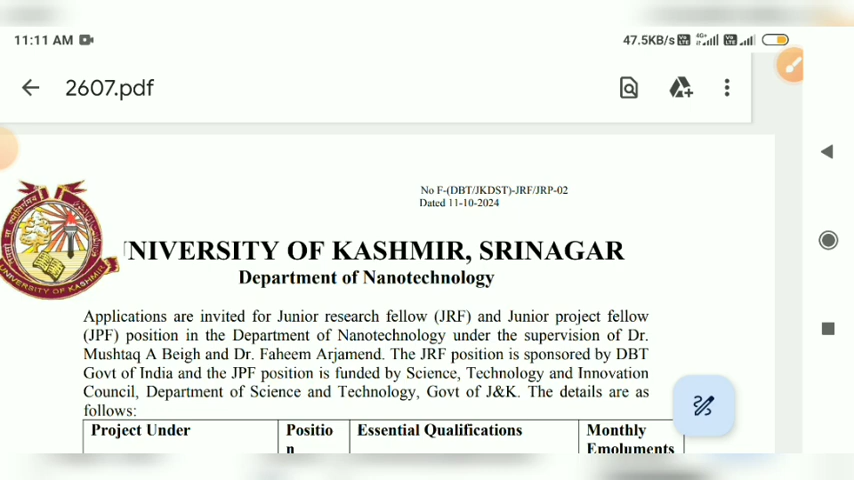 11:11 AM 47.5KB/s 4G+
2607.pdf
No F-(DBT/JKDST)-JRF/JRP-02
Dated 11-10-2024
UNIVERSITY OF KASHMIR
NIVERSITY OF KASHMIR, SRINAGAR
Department of Nanotechnology
Applications are invited for Junior research fellow (JRF) and Junior project fellow
(JPF) position in the Department of Nanotechnology under the supervision of Dr.
Mushtaq A Beigh and Dr. Faheem Arjamend. The JRF position is sponsored by DBT
Govt of India and the JPF position is funded by Science, Technology and Innovation
Council, Department of Science and Technology, Govt of J&K. The details are as
follows:
Project Under Positio Essential Qualifications Monthly
n Emoluments